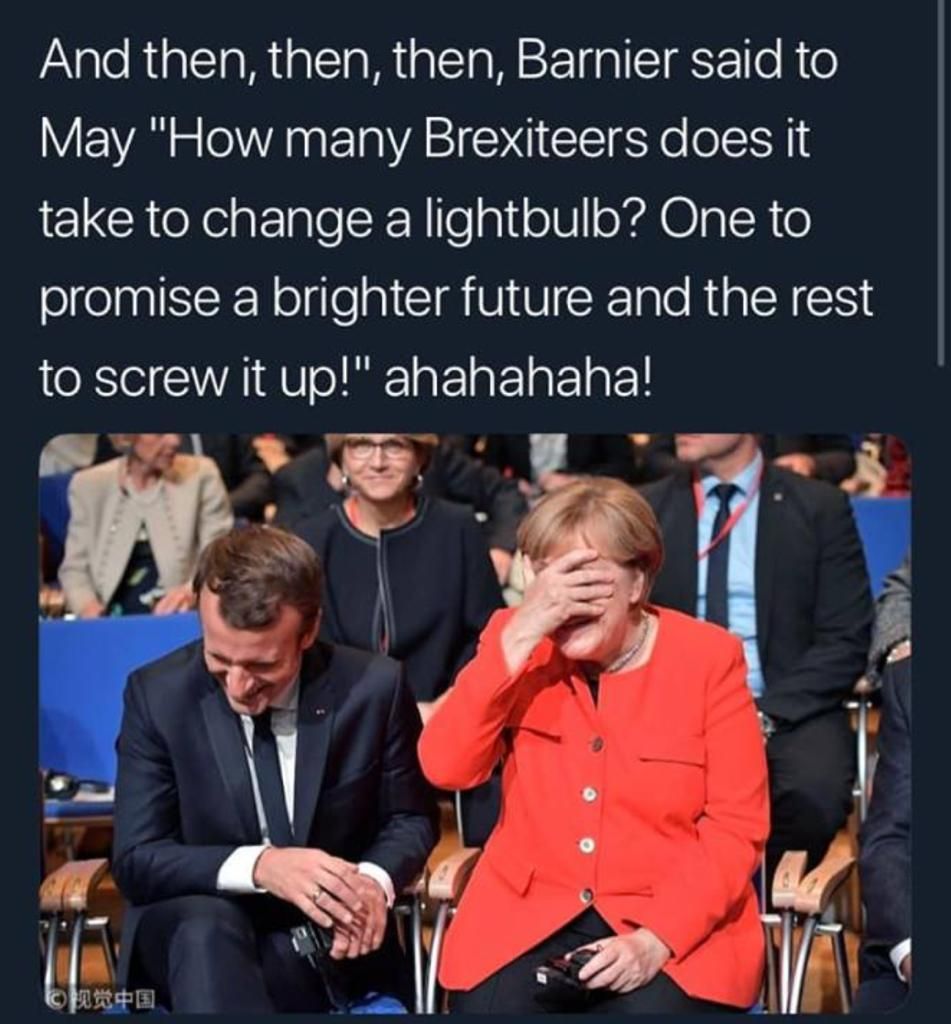 And then, then, then, Barnier said to
May "How many Brexiteers does it
take to change a lightbulb? One to
promise a brighter future and the rest
to screw it up!" ahahahaha!
©视觉中国